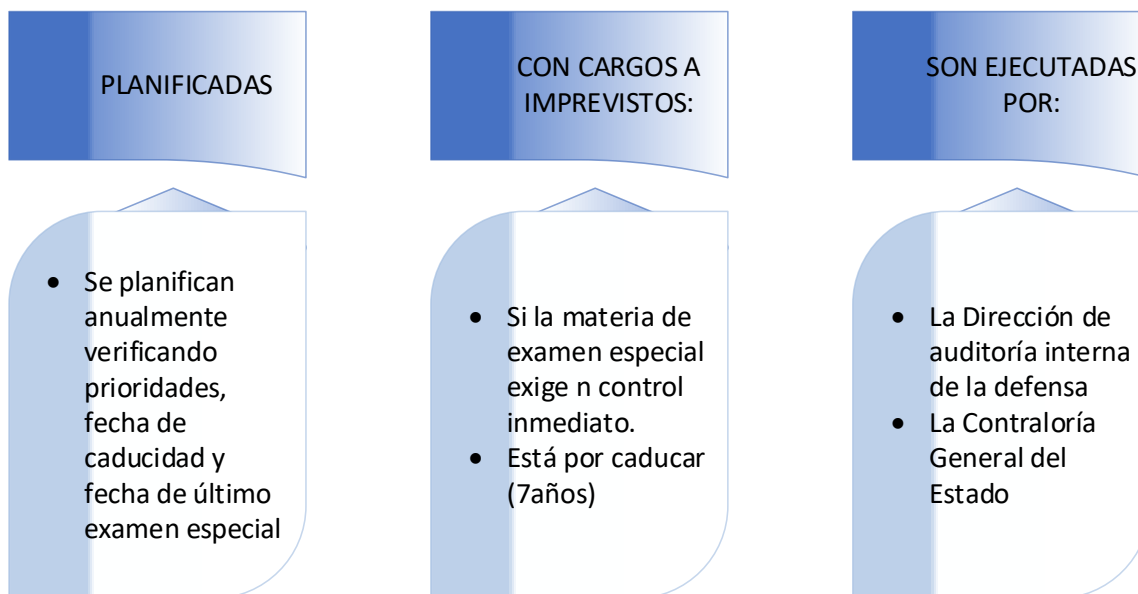 PLANIFICADAS
• Se planifican
anualmente
verificando
prioridades,
fecha de
caducidad y
fecha de último
examen especial
CON CARGOS A
IMPREVISTOS:
• Si la materia de
examen especial
exige n control
inmediato.
• Está por caducar
(7años)
SON EJECUTADAS
POR:
• La Dirección de
auditoría interna
de la defensa
• La Contraloría
General del
Estado